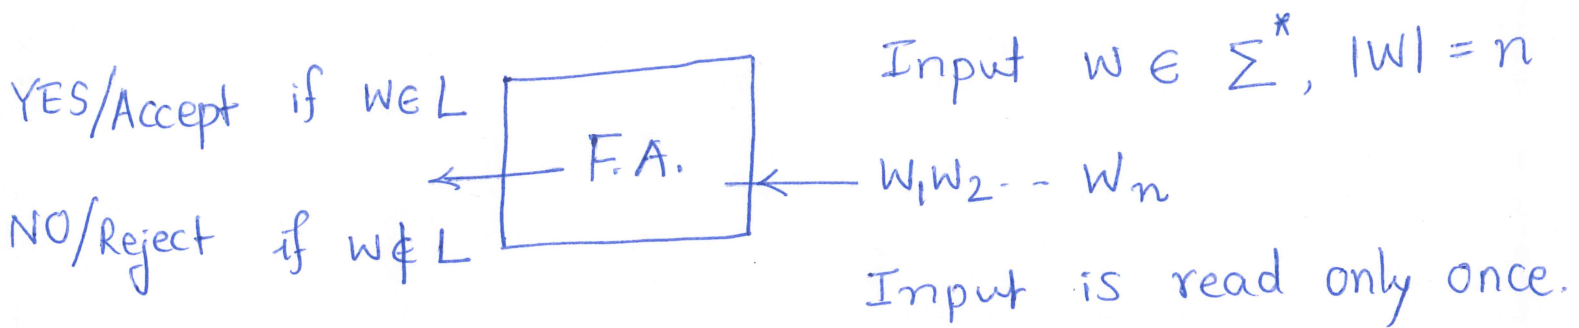 YES/Accept if W∈L
NO/Reject if W∉L
F.A.
Input W ∈ Σ*, |W| = n
W₁W₂-- Wₙ
Input is read only once.